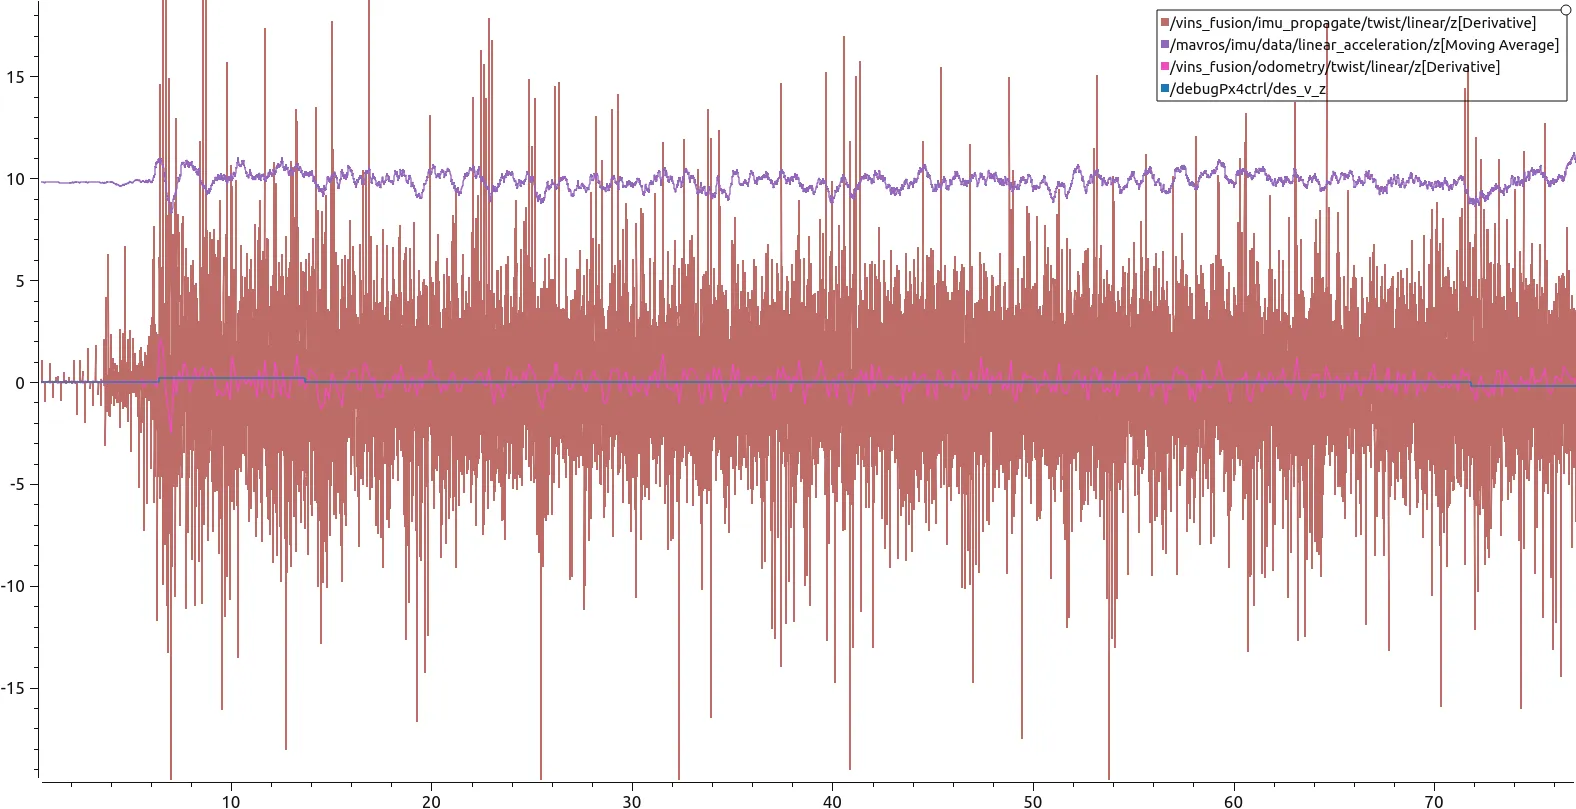 /vins_fusion/imu_propagate/twist/linear/z[Derivative]
/mavros/imu/data/linear_acceleration/z[Moving Average]
/vins_fusion/odometry/twist/linear/z[Derivative]
/debugPx4ctrl/des_v_z
15
10
5
0
-5
-10
-15
10 20 30 40 50 60 70